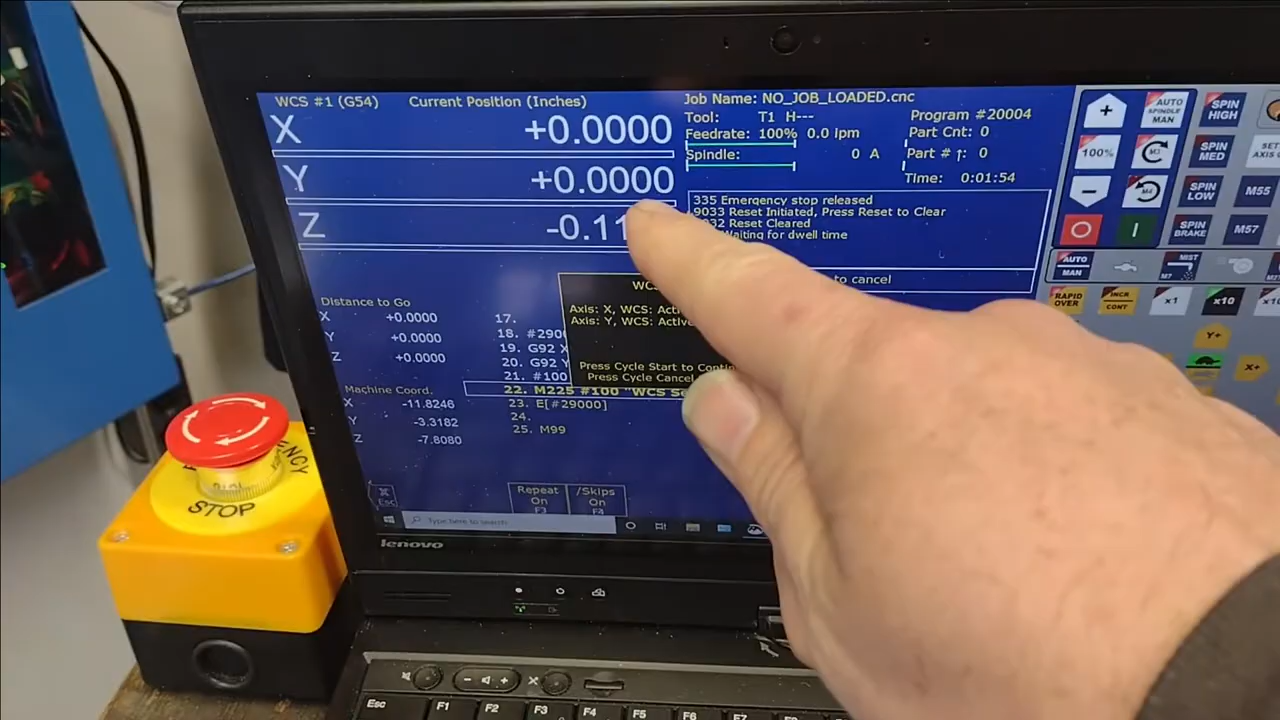 WCS #1 (G54) Current Position (Inches)
X +0.0000
Y +0.0000
Z -0.11
Job Name: NO_JOB_LOADED.cnc
Tool: T1 H---
Program #20004
Feedrate: 100% 0.0 ipm
Part Cnt: 0
Spindle: 0 A
Part # : 0
Time: 0:01:54
335 Emergency stop released
9033 Reset Initiated, Press Reset to Clear
Reset Cleared
Waiting for dwell time
to cancel
WCS
Axis: X, WCS:
Axis: Y, WCS: Active
Press Cycle Start to
Press Cycle Cancel
Distance to Go
X +0.0000
Y +0.0000
Z +0.0000
Machine Coord.
X -11.8246
Y -3.3182
Z -7.8080
17.
18.
19. G92 X
20. G92 Y
21. #100
22. M225 #100 "WCS
23. E[#29000]
24.
25. M99
Esc
Repeat
On
F3
/Skips
On
F4
+
AUTO
SPINDLE
MAN
SPIN
HIGH
100%
M3
SPIN
MED
M4
SPIN
LOW
M55
SPIN
BRAKE
M57
AUTO
MAN
MIST
M7
RAPID
OVER
INCR
CONT
x1
x10
Y+
X+
Type here to search
lenovo
STOP
Esc
F1
F2
F3
F4
F5
F6
F7